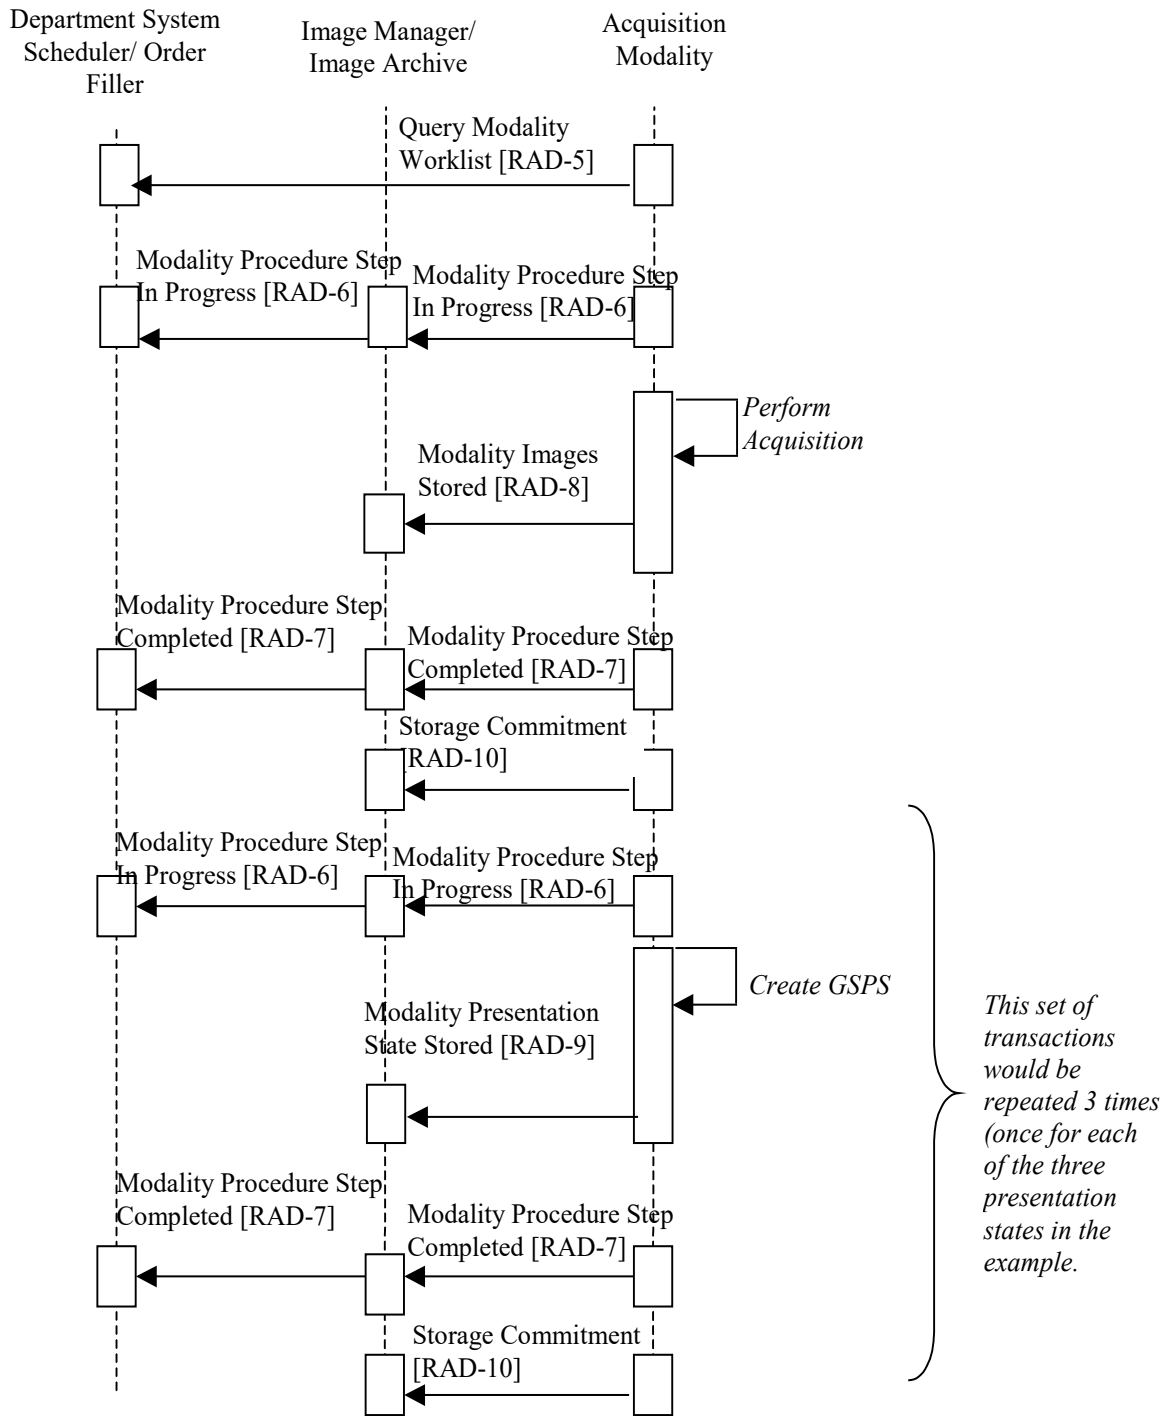 Department System
Scheduler/ Order
Filler
Image Manager/
Image Archive
Acquisition
Modality
Query Modality
Worklist [RAD-5]
Modality Procedure Step
In Progress [RAD-6]
Modality Procedure Step
In Progress [RAD-6]
Perform
Acquisition
Modality Images
Stored [RAD-8]
Modality Procedure Step
Completed [RAD-7]
Modality Procedure Step
Completed [RAD-7]
Storage Commitment
[RAD-10]
Modality Procedure Step
In Progress [RAD-6]
Modality Procedure Step
In Progress [RAD-6]
Create GSPS
Modality Presentation
State Stored [RAD-9]
This set of
transactions
would be
repeated 3 times
(once for each
of the three
presentation
states in the
example.
Modality Procedure Step
Completed [RAD-7]
Modality Procedure Step
Completed [RAD-7]
Storage Commitment
[RAD-10]